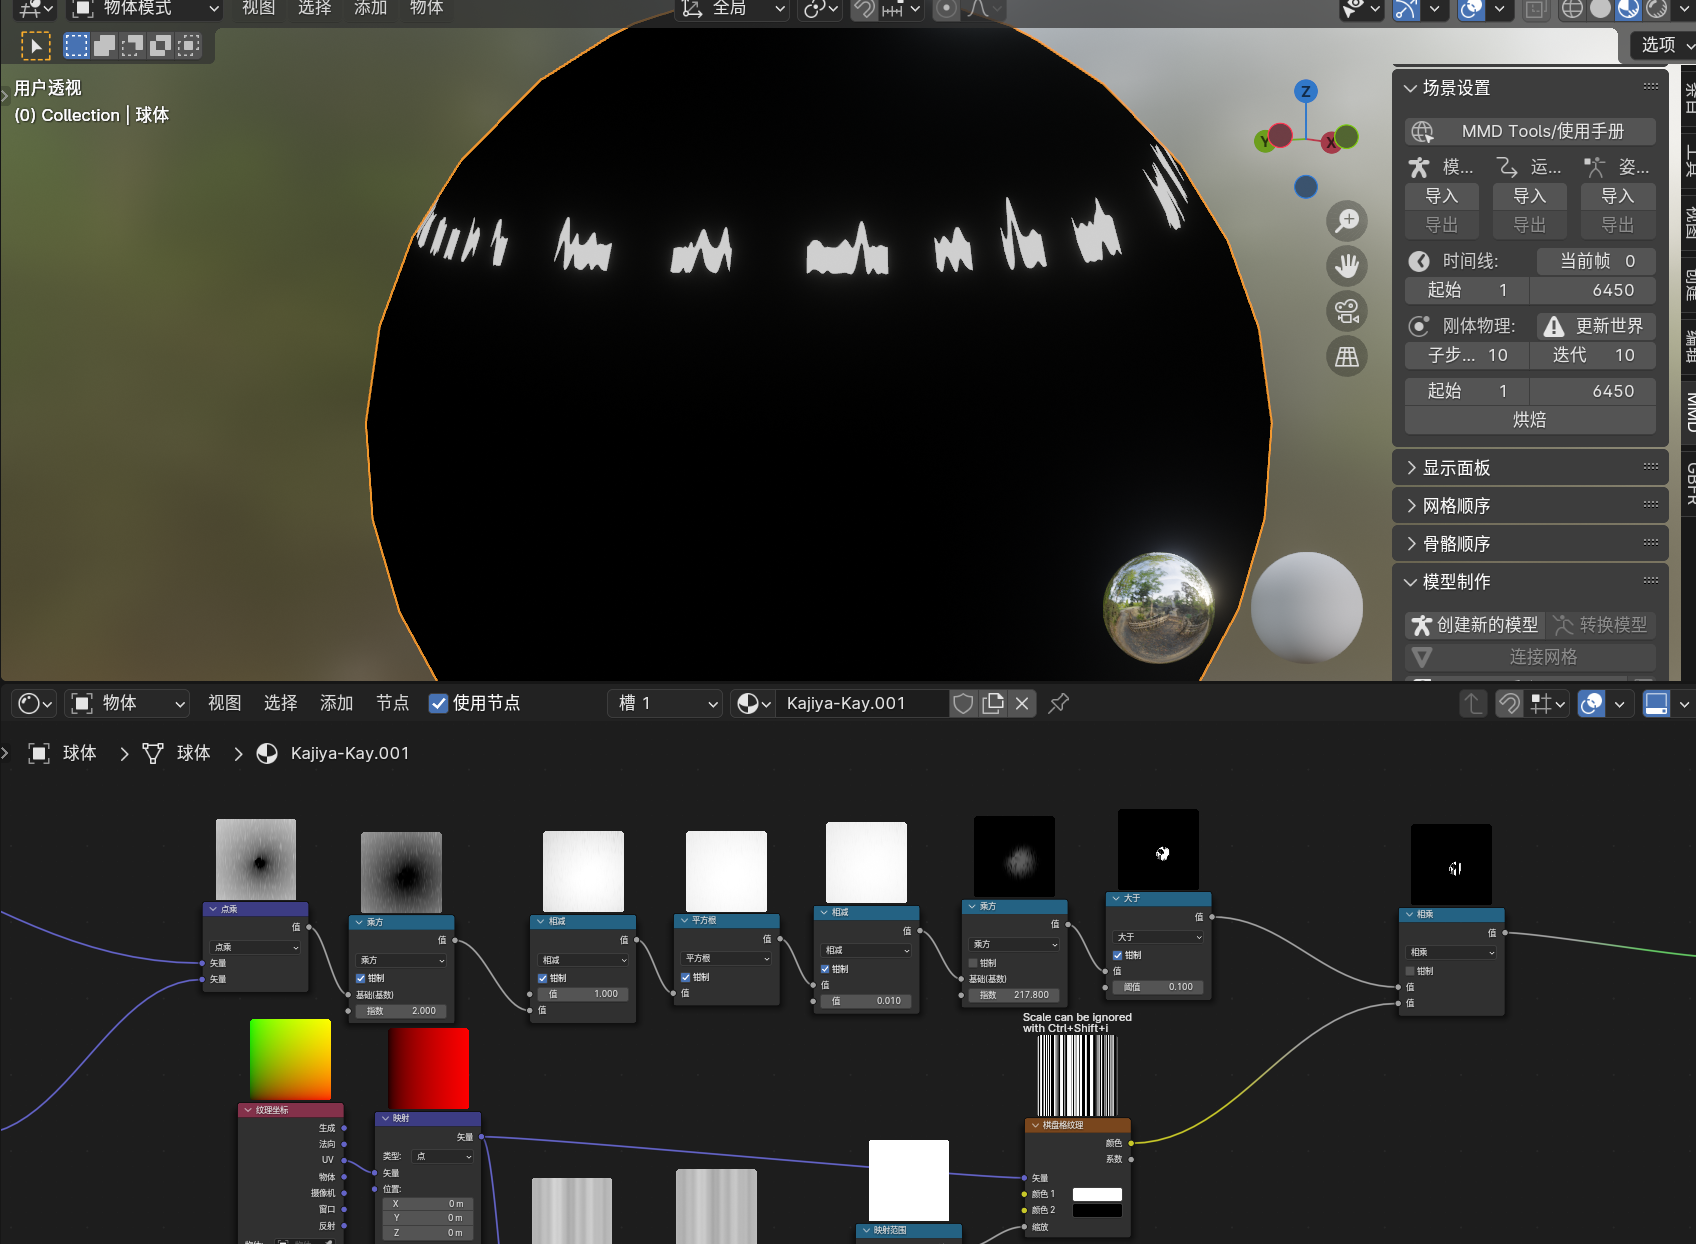 物体模式
视图
选择
添加
物体
全局
选项
用户透视
(0) Collection | 球体
Z
Y
X
场景设置
MMD Tools/使用手册
模...
运...
姿...
导入
导入
导入
导出
导出
导出
时间线:
当前帧 0
起始 1
6450
刚体物理:
更新世界
子步... 10
迭代 10
起始 1
6450
烘焙
显示面板
网格顺序
骨骼顺序
模型制作
创建新的模型
转换模型
连接网格
条目
工具
视图
创建
编辑
MMD
GBFR
物体
视图
选择
添加
节点
使用节点
槽 1
Kajiya-Kay.001
球体
球体
Kajiya-Kay.001
点乘
值
点乘
矢量
矢量
乘方
值
乘方
钳制
基础(基数)
指数 2.000
相减
值
相减
钳制
值 1.000
值
平方根
值
平方根
钳制
值
相减
值
相减
钳制
值
值 0.010
乘方
值
乘方
钳制
基础(基数)
指数 217.800
大于
值
大于
钳制
值
阈值 0.100
相乘
值
相乘
钳制
值
值
Scale can be ignored
with Ctrl+Shift+i
纹理坐标
生成
法向
UV
物体
摄像机
窗口
反射
映射
矢量
类型: 点
矢量
位置:
X 0 m
Y 0 m
Z 0 m
映射范围
棋盘格纹理
颜色
系数
矢量
颜色 1
颜色 2
缩放